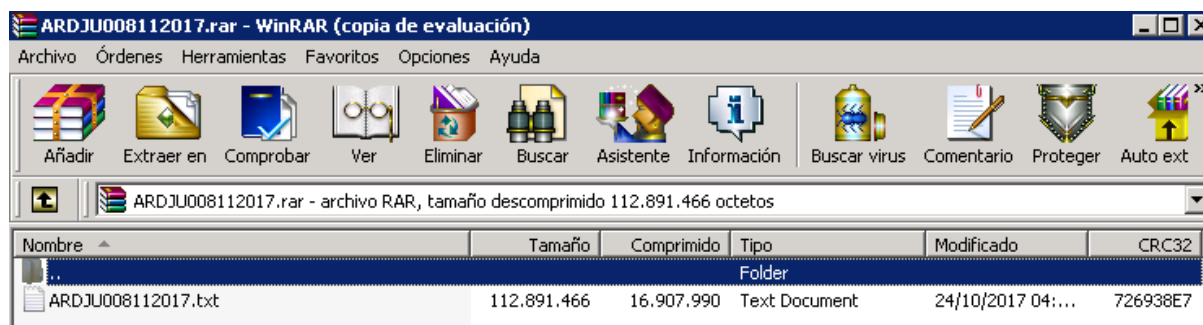 ARDJU008112017.rar - WinRAR (copia de evaluación)
Archivo Órdenes Herramientas Favoritos Opciones Ayuda
Añadir Extraer en Comprobar Ver Eliminar Buscar Asistente Información Buscar virus Comentario Proteger Auto ext
ARDJU008112017.rar - archivo RAR, tamaño descomprimido 112.891.466 octetos
Nombre Tamaño Comprimido Tipo Modificado CRC32
.. Folder
ARDJU008112017.txt 112.891.466 16.907.990 Text Document 24/10/2017 04:... 726938E7